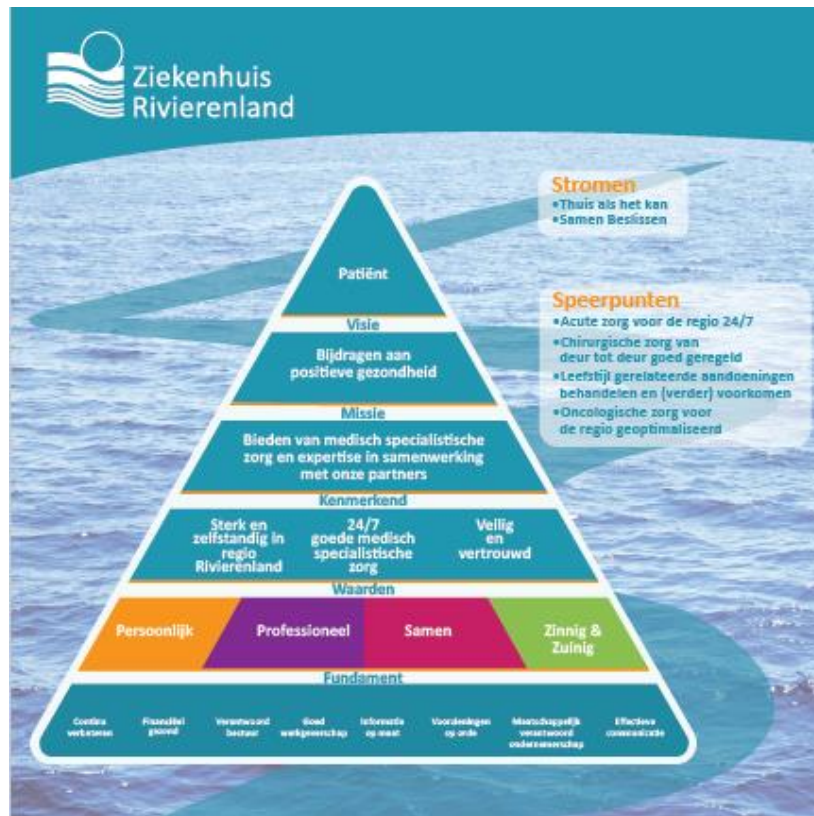 Ziekenhuis
Rivierenland
Stromen
•Thuis als het kan
•Samen Beslissen
Speerpunten
•Acute zorg voor de regio 24/7
•Chirurgische zorg van
deur tot deur goed geregeld
•Leefstijl gerelateerde aandoeningen
behandelen en (verder) voorkomen
•Oncologische zorg voor
de regio geoptimaliseerd
Patiënt
Visie
Bijdragen aan
positieve gezondheid
Missie
Bieden van medisch specialistische
zorg en expertise in samenwerking
met onze partners
Kenmerkend
Sterk en
zelfstandig in
regio
Rivierenland
24/7
goede medisch
specialistische
zorg
Veilig
en
vertrouwd
Waarden
Persoonlijk
Professioneel
Samen
Zinnig &
Zuinig
Fundament
Continu
verbeteren
Financiëel
gezond
Verantwoord
bestuur
Goed
werkgeverschap
Informatie
op maat
Voorzieningen
op orde
Maatschappelijk
verantwoord
ondernemerschap
Effectieve
communicatie